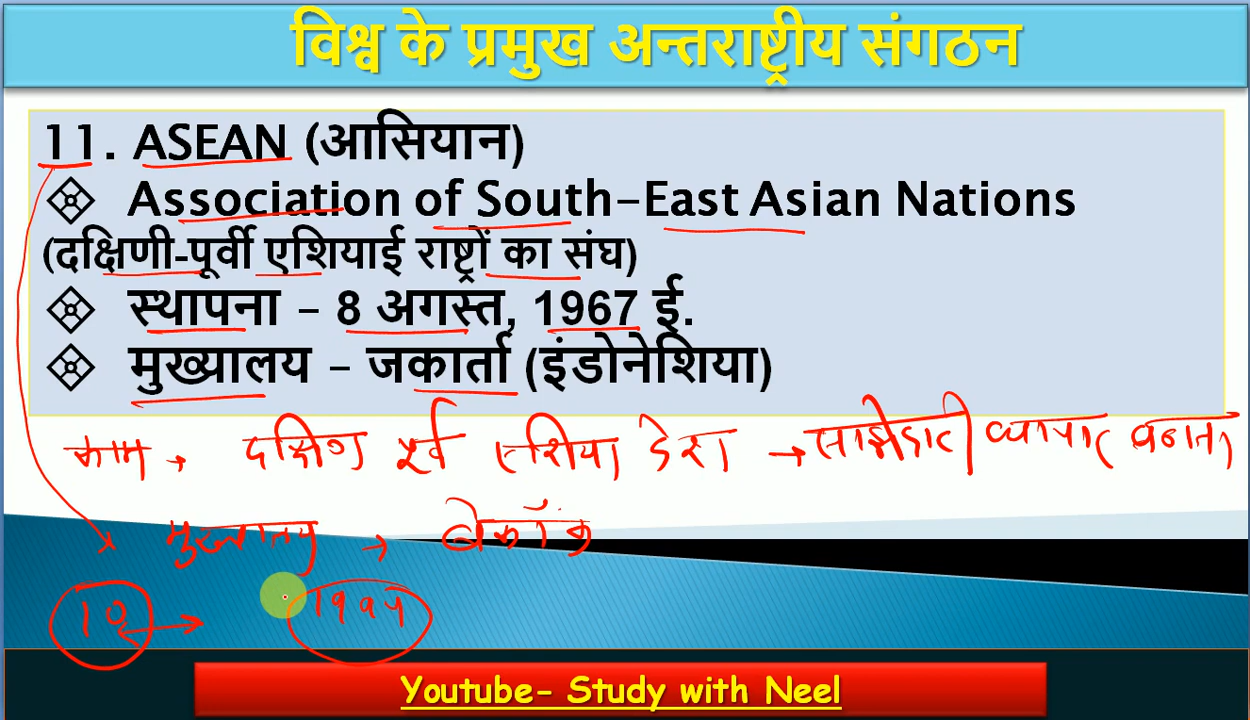 विश्व के प्रमुख अन्तराष्ट्रीय संगठन
11. ASEAN (आसियान)
Association of South-East Asian Nations
(दक्षिणी-पूर्वी एशियाई राष्ट्रों का संघ)
स्थापना - 8 अगस्त, 1967 ई.
मुख्यालय - जकार्ता (इंडोनेशिया)
काम → दक्षिण पूर्व एशिया देश → साझेदारी व्यापार बनाना
मुख्यालय →
10 →
Youtube- Study with Neel